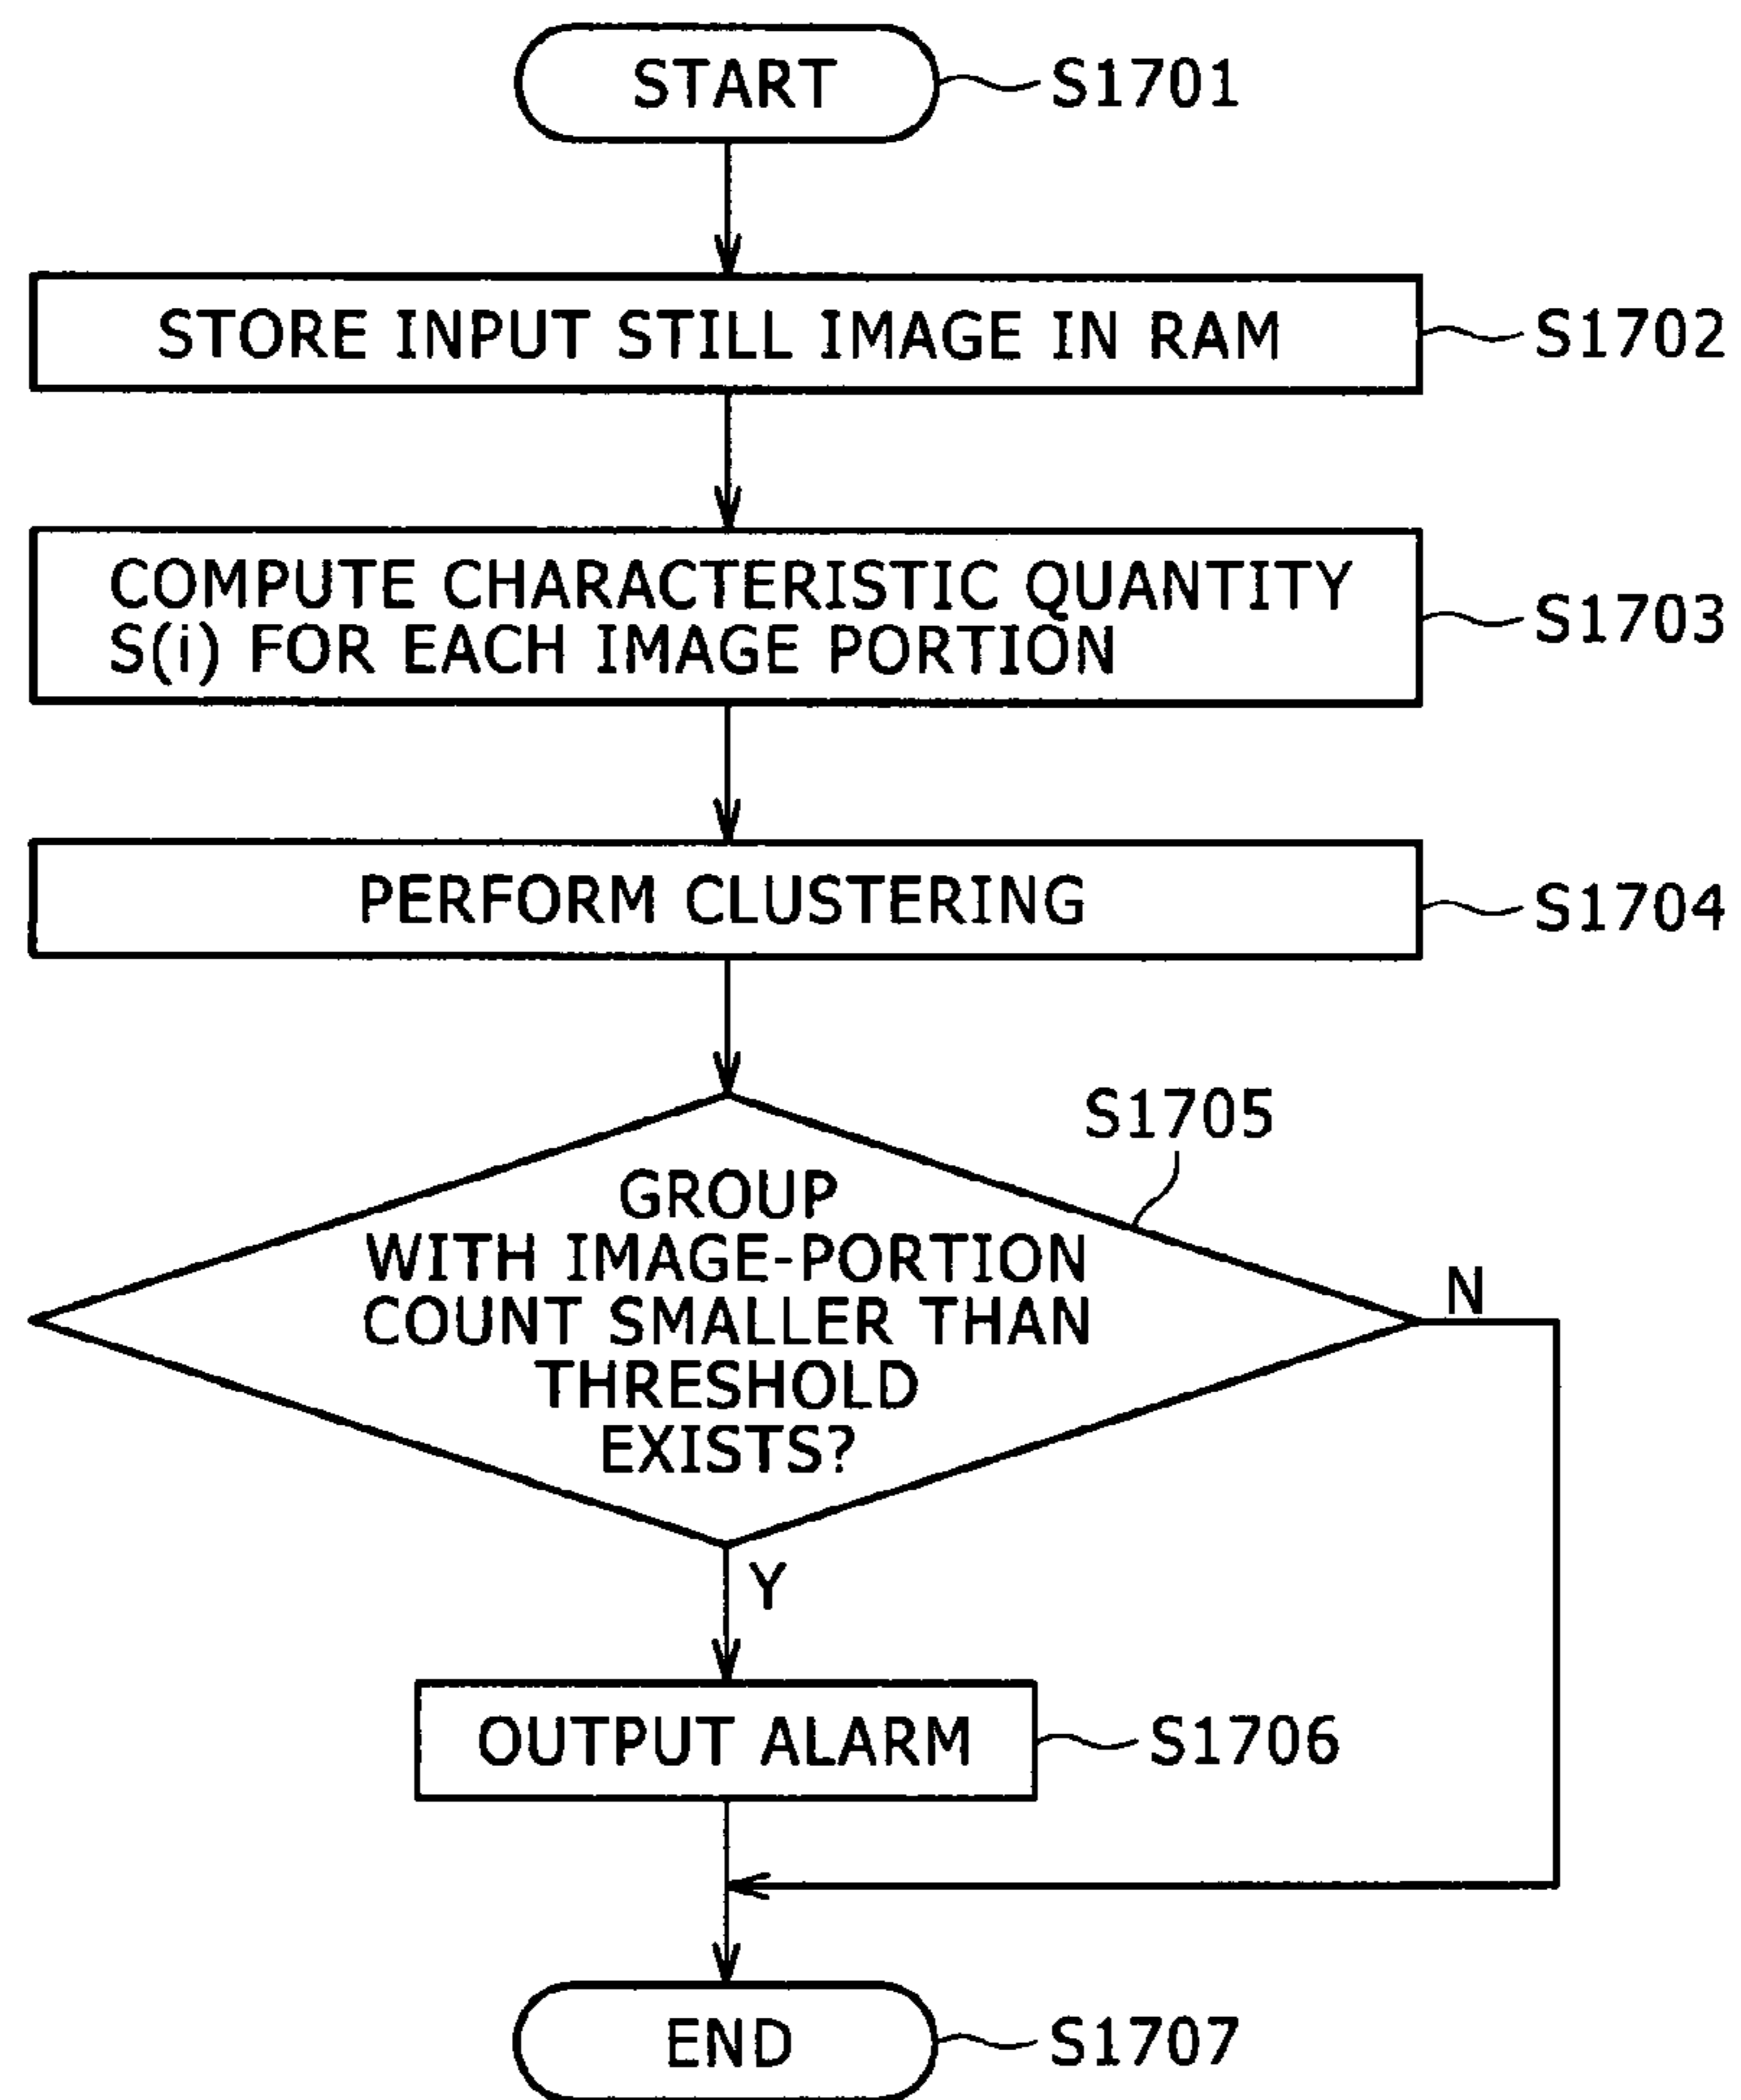 START
S1701
STORE INPUT STILL IMAGE IN RAM
S1702
COMPUTE CHARACTERISTIC QUANTITY
S(i) FOR EACH IMAGE PORTION
S1703
PERFORM CLUSTERING
S1704
S1705
GROUP
WITH IMAGE-PORTION
COUNT SMALLER THAN
THRESHOLD
EXISTS?
N
Y
OUTPUT ALARM
S1706
END
S1707